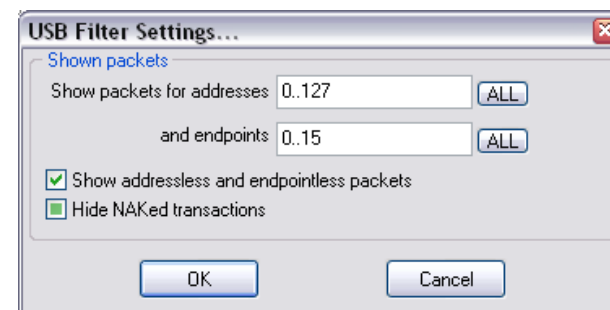 USB Filter Settings...
Shown packets
Show packets for addresses 0..127 ALL
and endpoints 0..15 ALL
Show addressless and endpointless packets
Hide NAKed transactions
OK Cancel